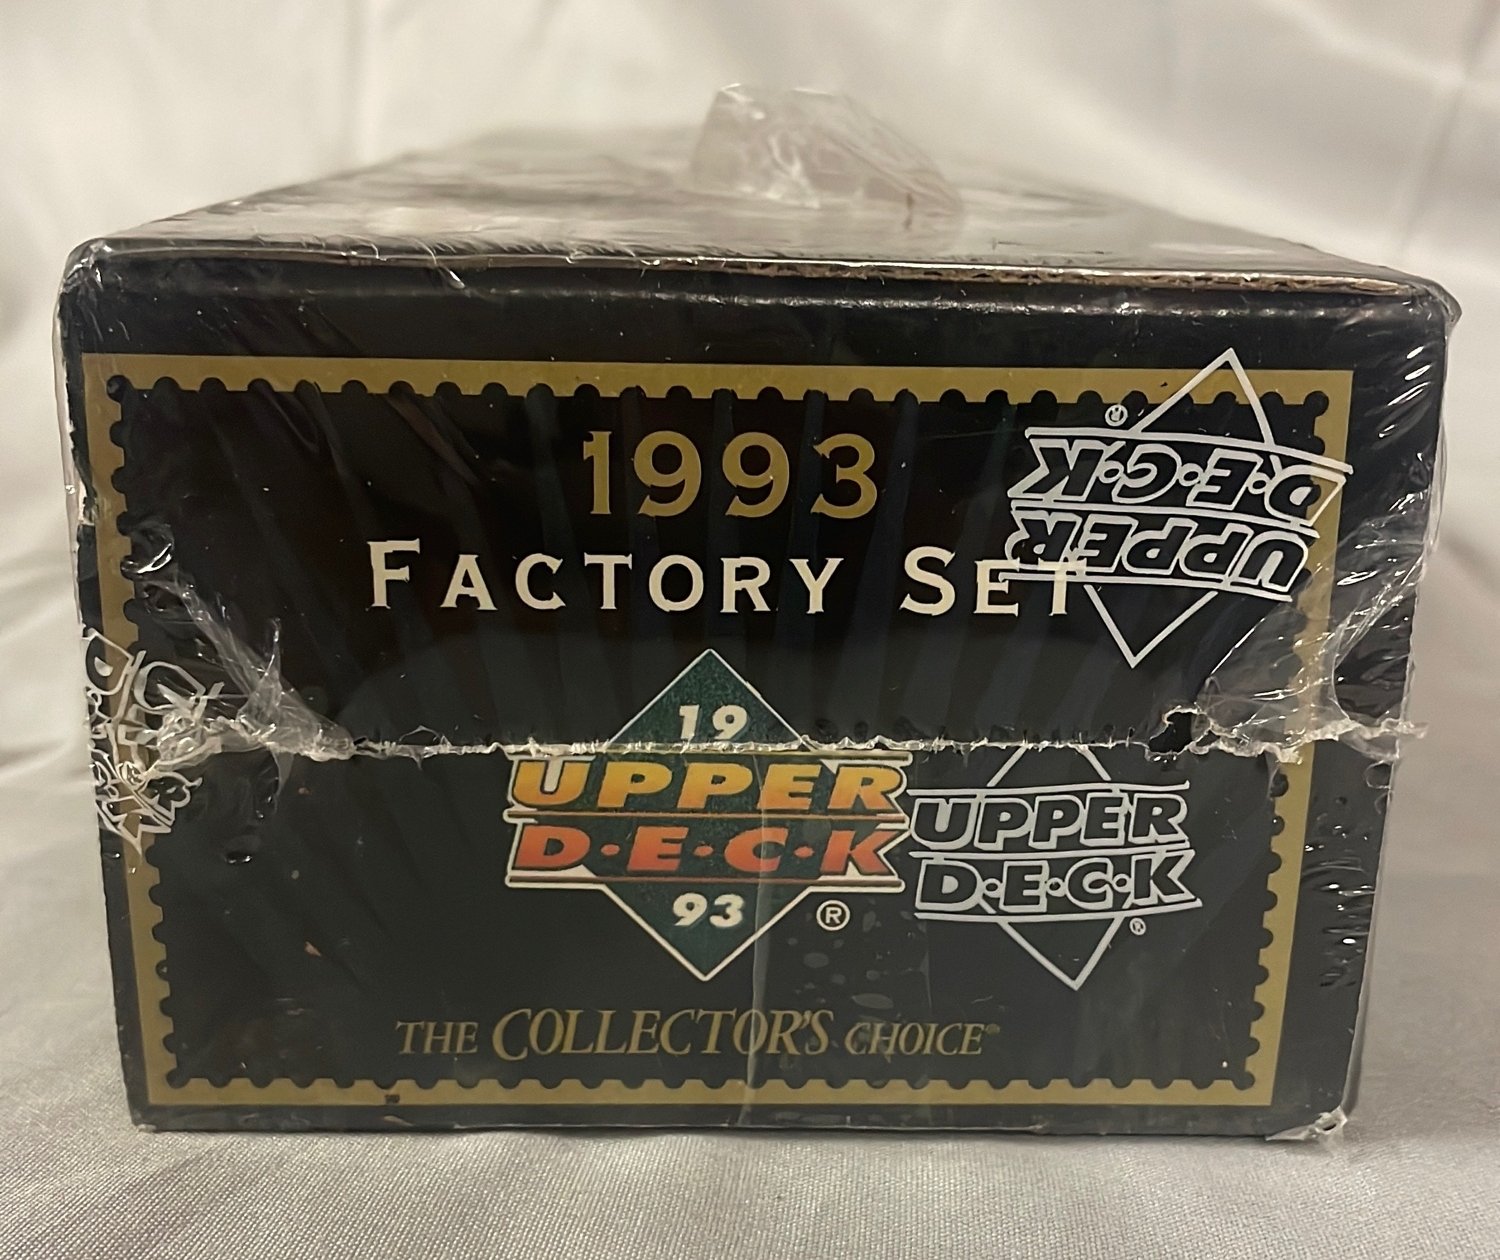 1993
FACTORY SET
UPPER
D·E·C·K
®
19
UPPER
D·E·C·K
93
®
UPPER
D·E·C·K
®
THE COLLECTOR'S CHOICE®